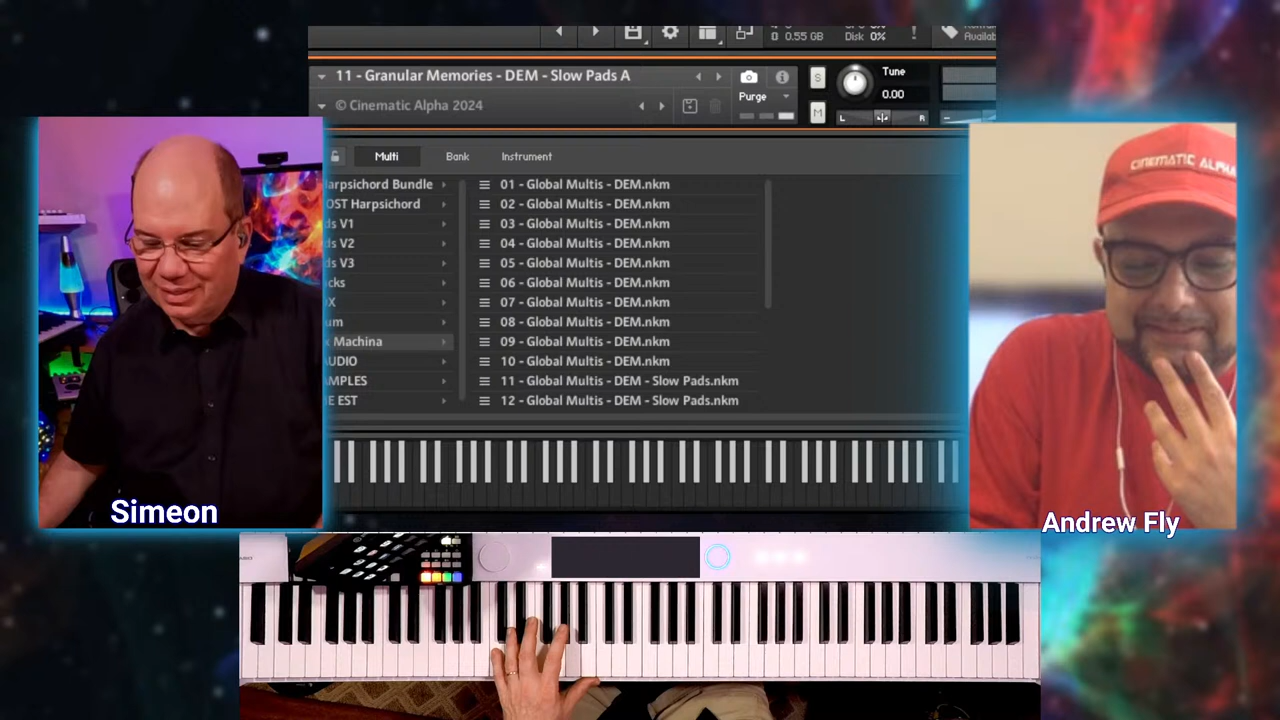 0.55 GB
Disk 0%
11 - Granular Memories - DEM - Slow Pads A
© Cinematic Alpha 2024
Purge
S
M
Tune
0.00
L
R
CINEMATIC ALPHA
Multi
Bank
Instrument
arpsichord Bundle
OST Harpsichord
ds V1
ds V2
ds V3
cks
um
Machina
AUDIO
AMPLES
E EST
01 - Global Multis - DEM.nkm
02 - Global Multis - DEM.nkm
03 - Global Multis - DEM.nkm
04 - Global Multis - DEM.nkm
05 - Global Multis - DEM.nkm
06 - Global Multis - DEM.nkm
07 - Global Multis - DEM.nkm
08 - Global Multis - DEM.nkm
09 - Global Multis - DEM.nkm
10 - Global Multis - DEM.nkm
11 - Global Multis - DEM - Slow Pads.nkm
12 - Global Multis - DEM - Slow Pads.nkm
Simeon
Andrew Fly